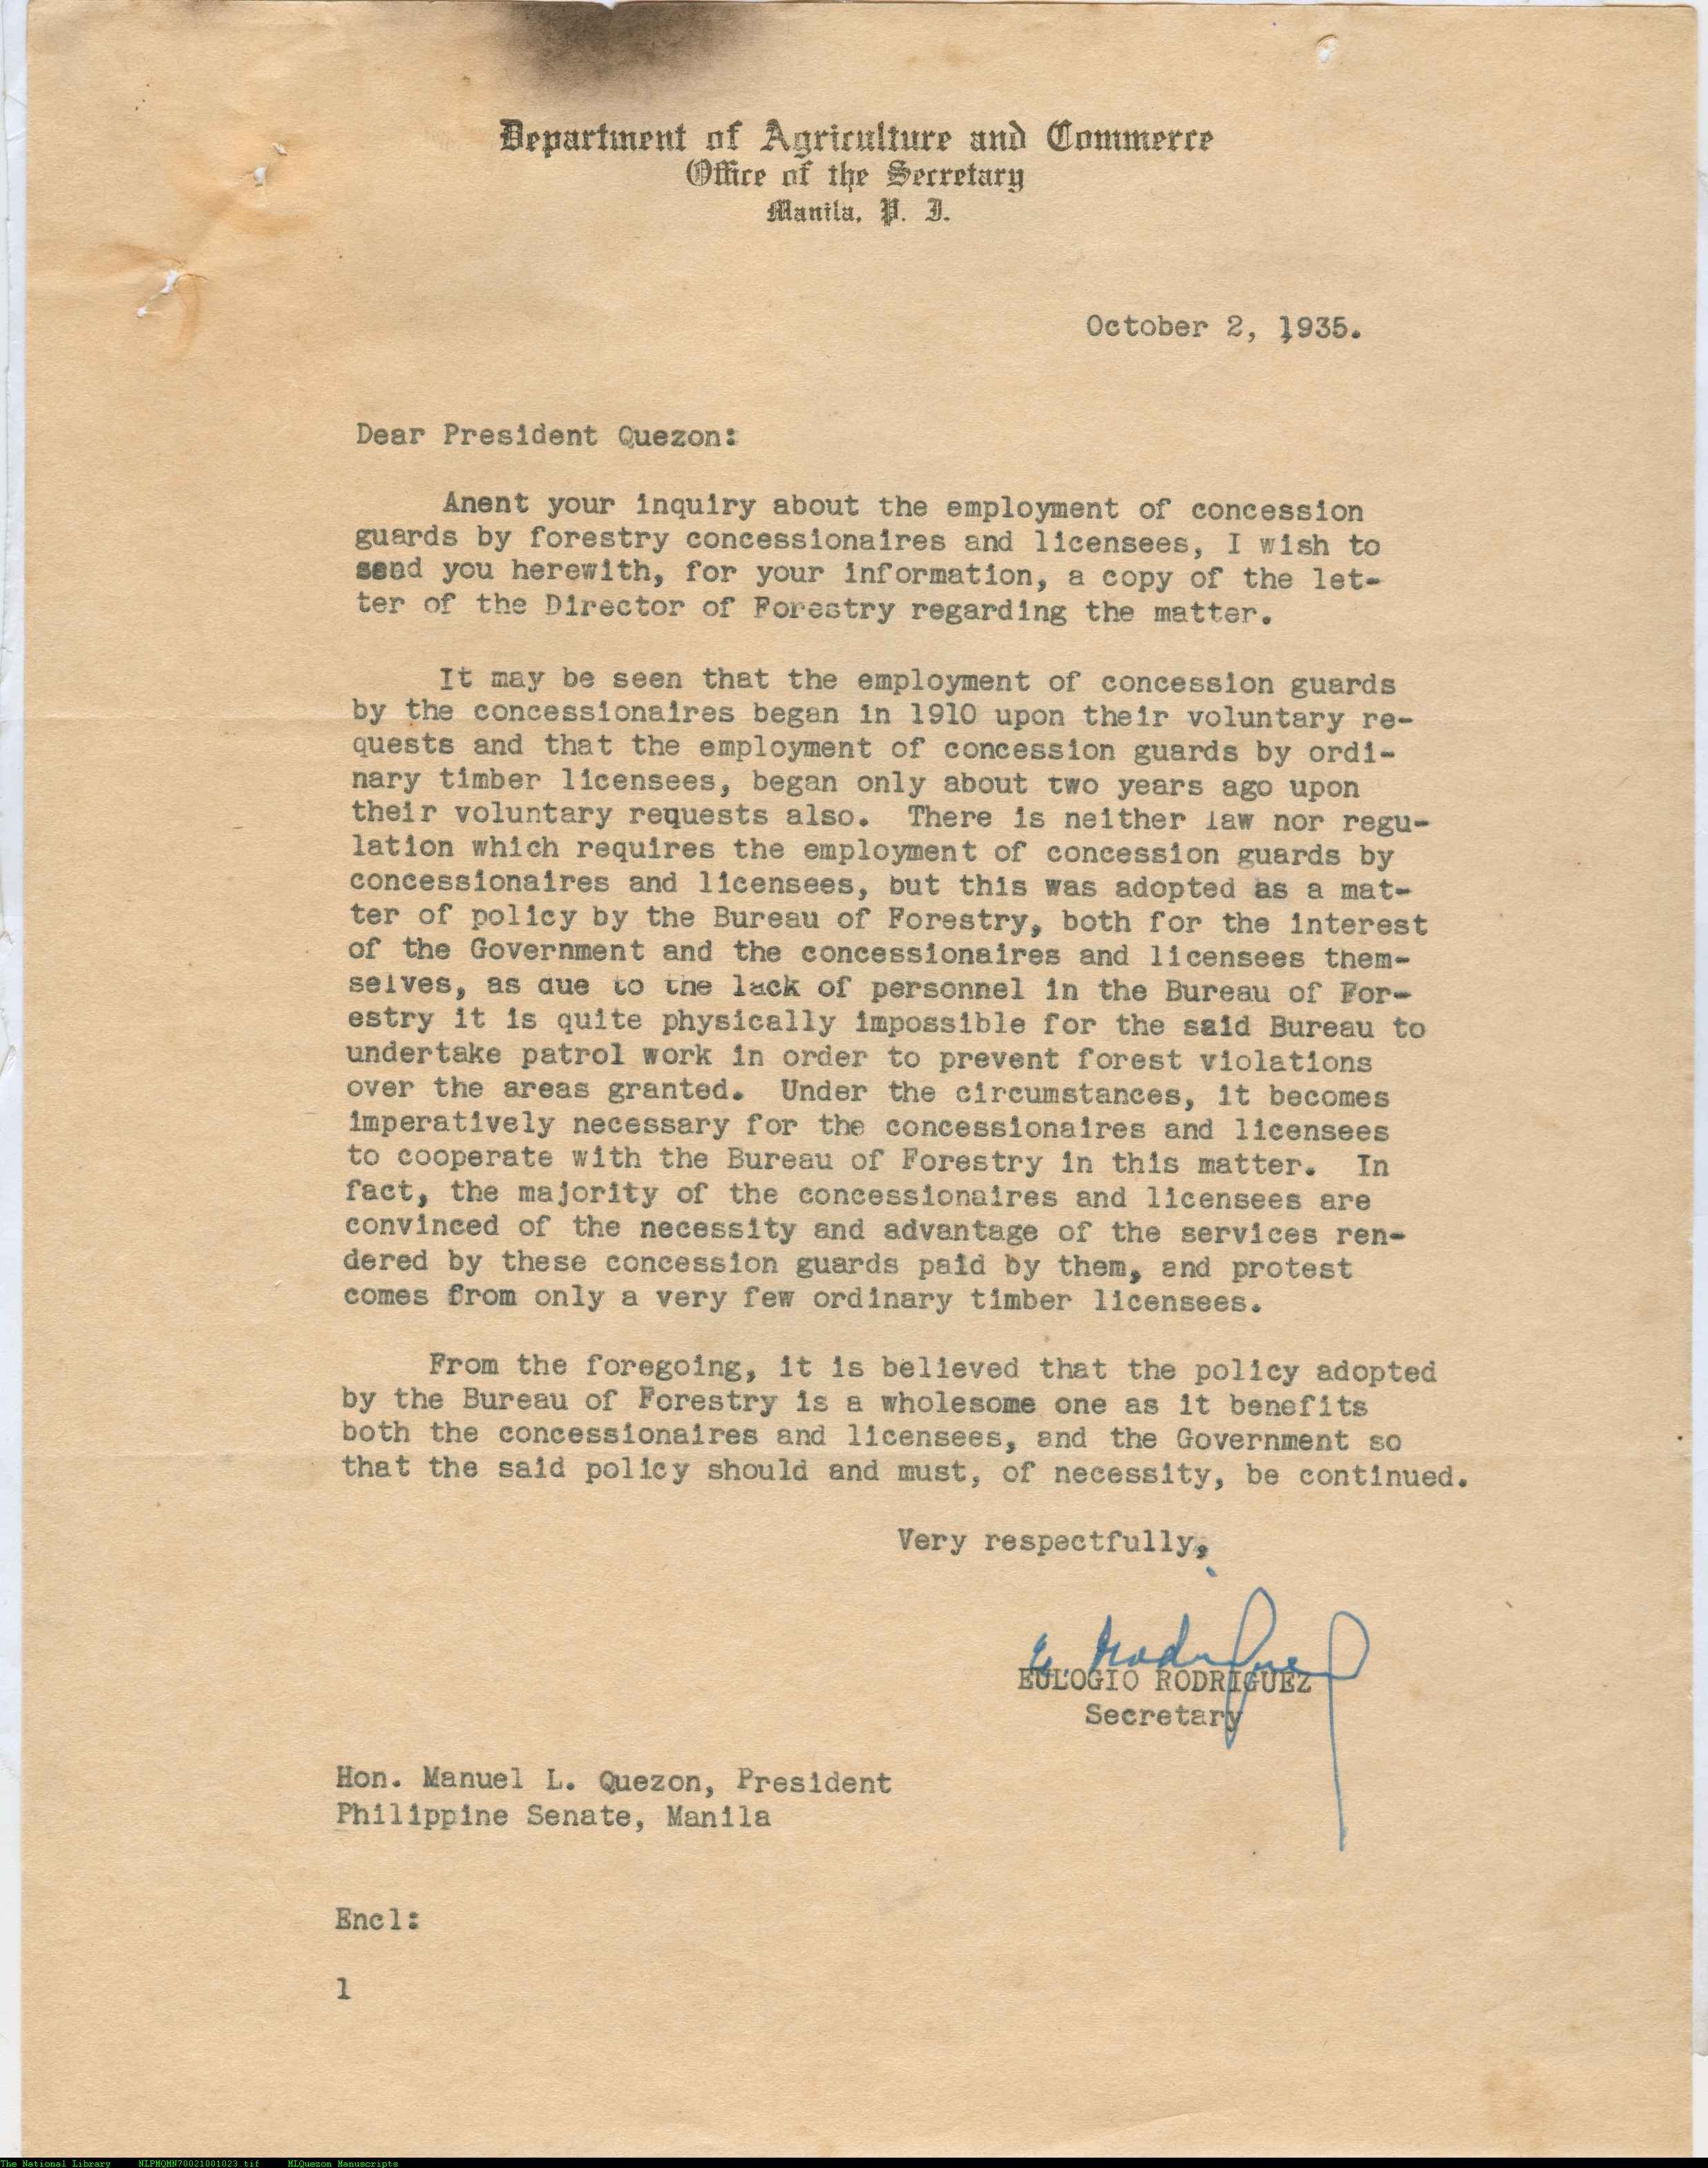 Department of Agriculture and Commerce
Office of the Secretary
Manila, P. I.
October 2, 1935.
Dear President Quezon:
Anent your inquiry about the employment of concession
guards by forestry concessionaires and licensees, I wish to
send you herewith, for your information, a copy of the let-
ter of the Director of Forestry regarding the matter.
It may be seen that the employment of concession guards
by the concessionaires began in 1910 upon their voluntary re-
quests and that the employment of concession guards by ordi-
nary timber licensees, began only about two years ago upon
their voluntary requests also. There is neither law nor regu-
lation which requires the employment of concession guards by
concessionaires and licensees, but this was adopted as a mat-
ter of policy by the Bureau of Forestry, both for the interest
of the Government and the concessionaires and licensees them-
selves, as due to the lack of personnel in the Bureau of For-
estry it is quite physically impossible for the said Bureau to
undertake patrol work in order to prevent forest violations
over the areas granted. Under the circumstances, it becomes
imperatively necessary for the concessionaires and licensees
to cooperate with the Bureau of Forestry in this matter. In
fact, the majority of the concessionaires and licensees are
convinced of the necessity and advantage of the services ren-
dered by these concession guards paid by them, and protest
comes from only a very few ordinary timber licensees.
From the foregoing, it is believed that the policy adopted
by the Bureau of Forestry is a wholesome one as it benefits
both the concessionaires and licensees, and the Government so
that the said policy should and must, of necessity, be continued.
Very respectfully,
E. Rodriguez
EULOGIO RODRIGUEZ
Secretary
Hon. Manuel L. Quezon, President
Philippine Senate, Manila
Encl:
1
The National Library NLPMQMN70021001023.tif MLQuezon Manuscripts